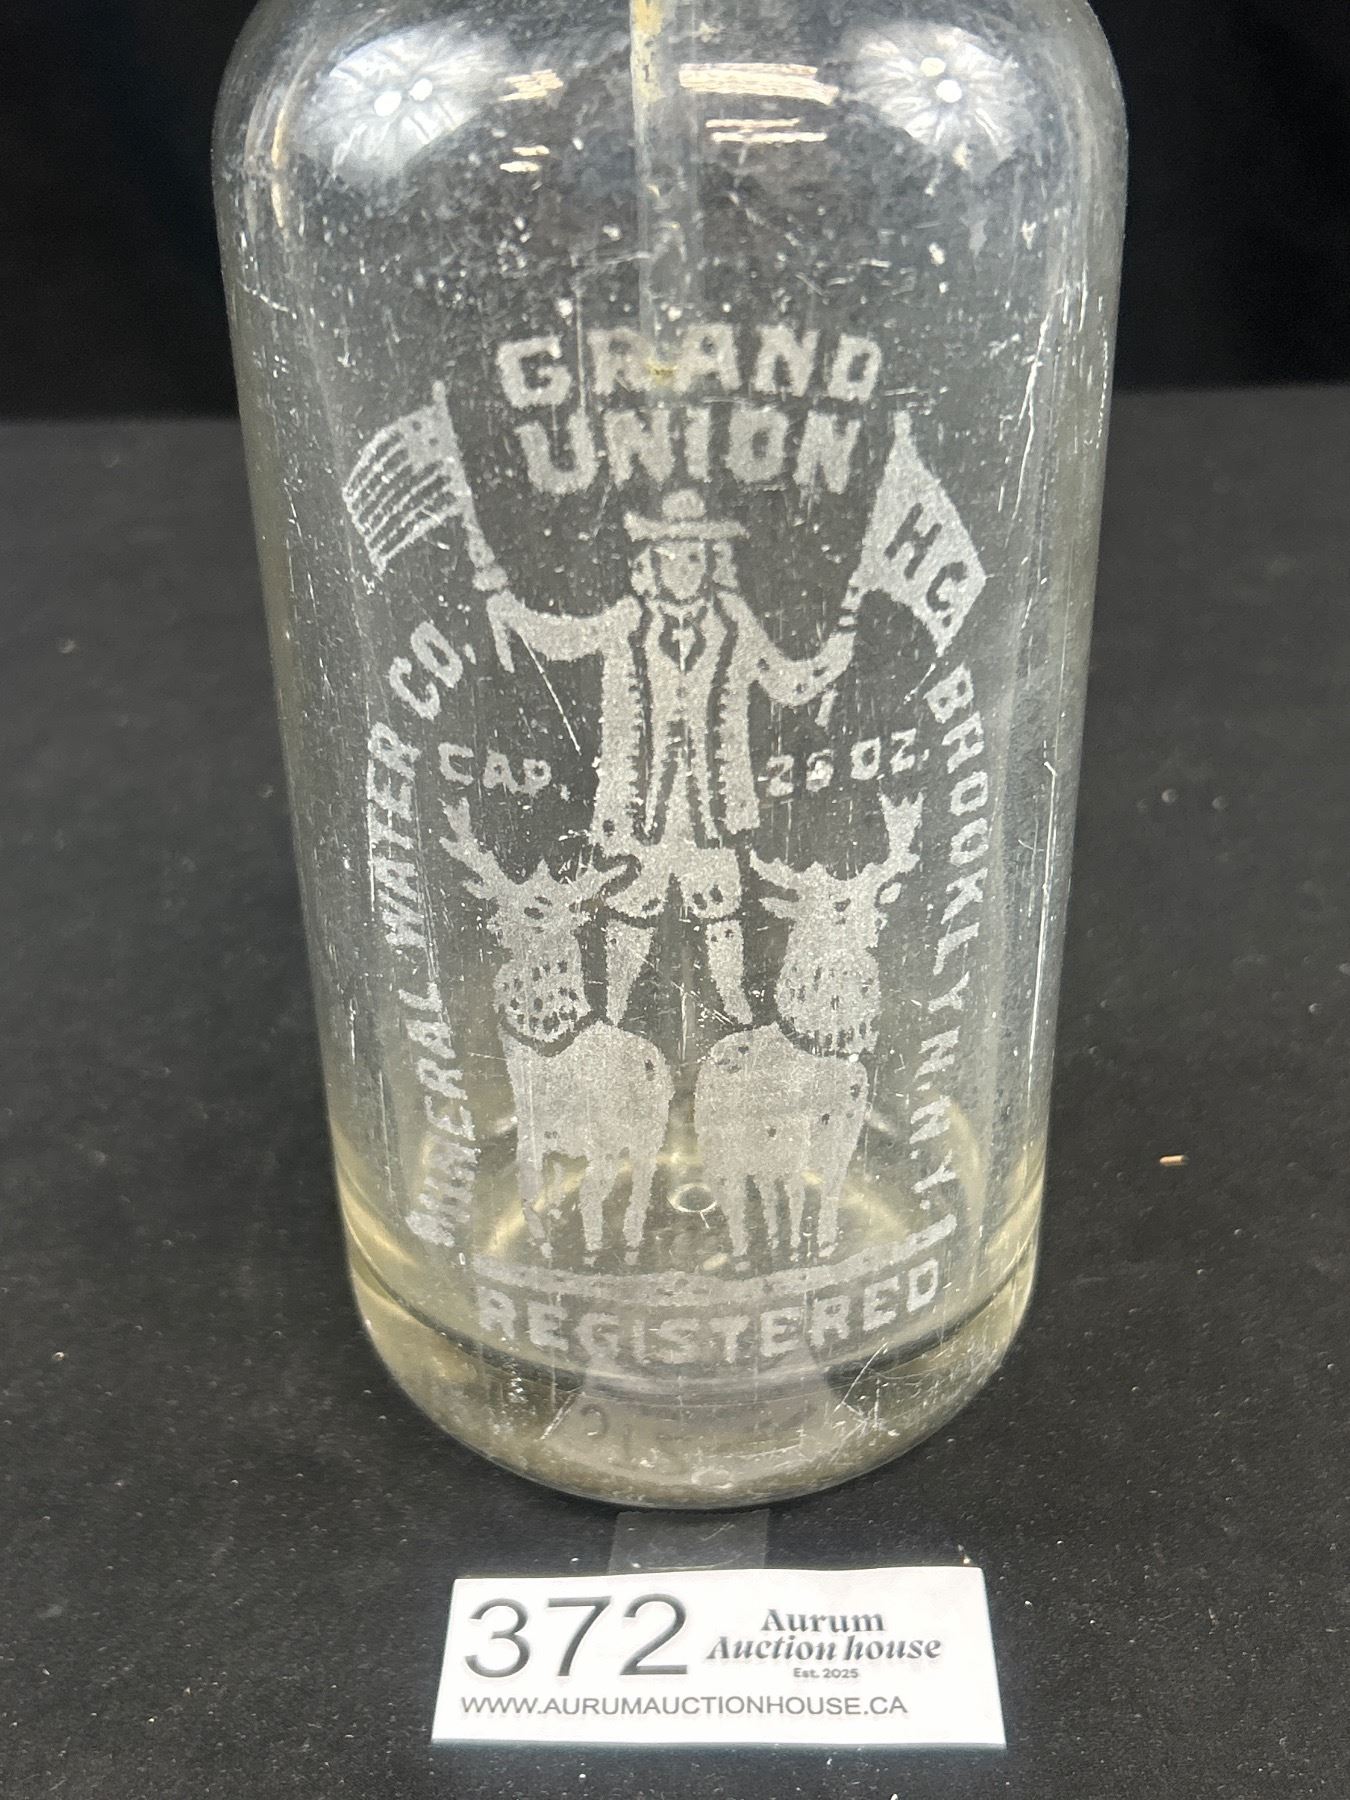 GRAND
UNION
HC
MINERAL WATER CO.
BROOKLYN. N.Y.
CAP. 26 OZ.
REGISTERED
372
Aurum
Auction house
Est. 2025
WWW.AURUMAUCTIONHOUSE.CA